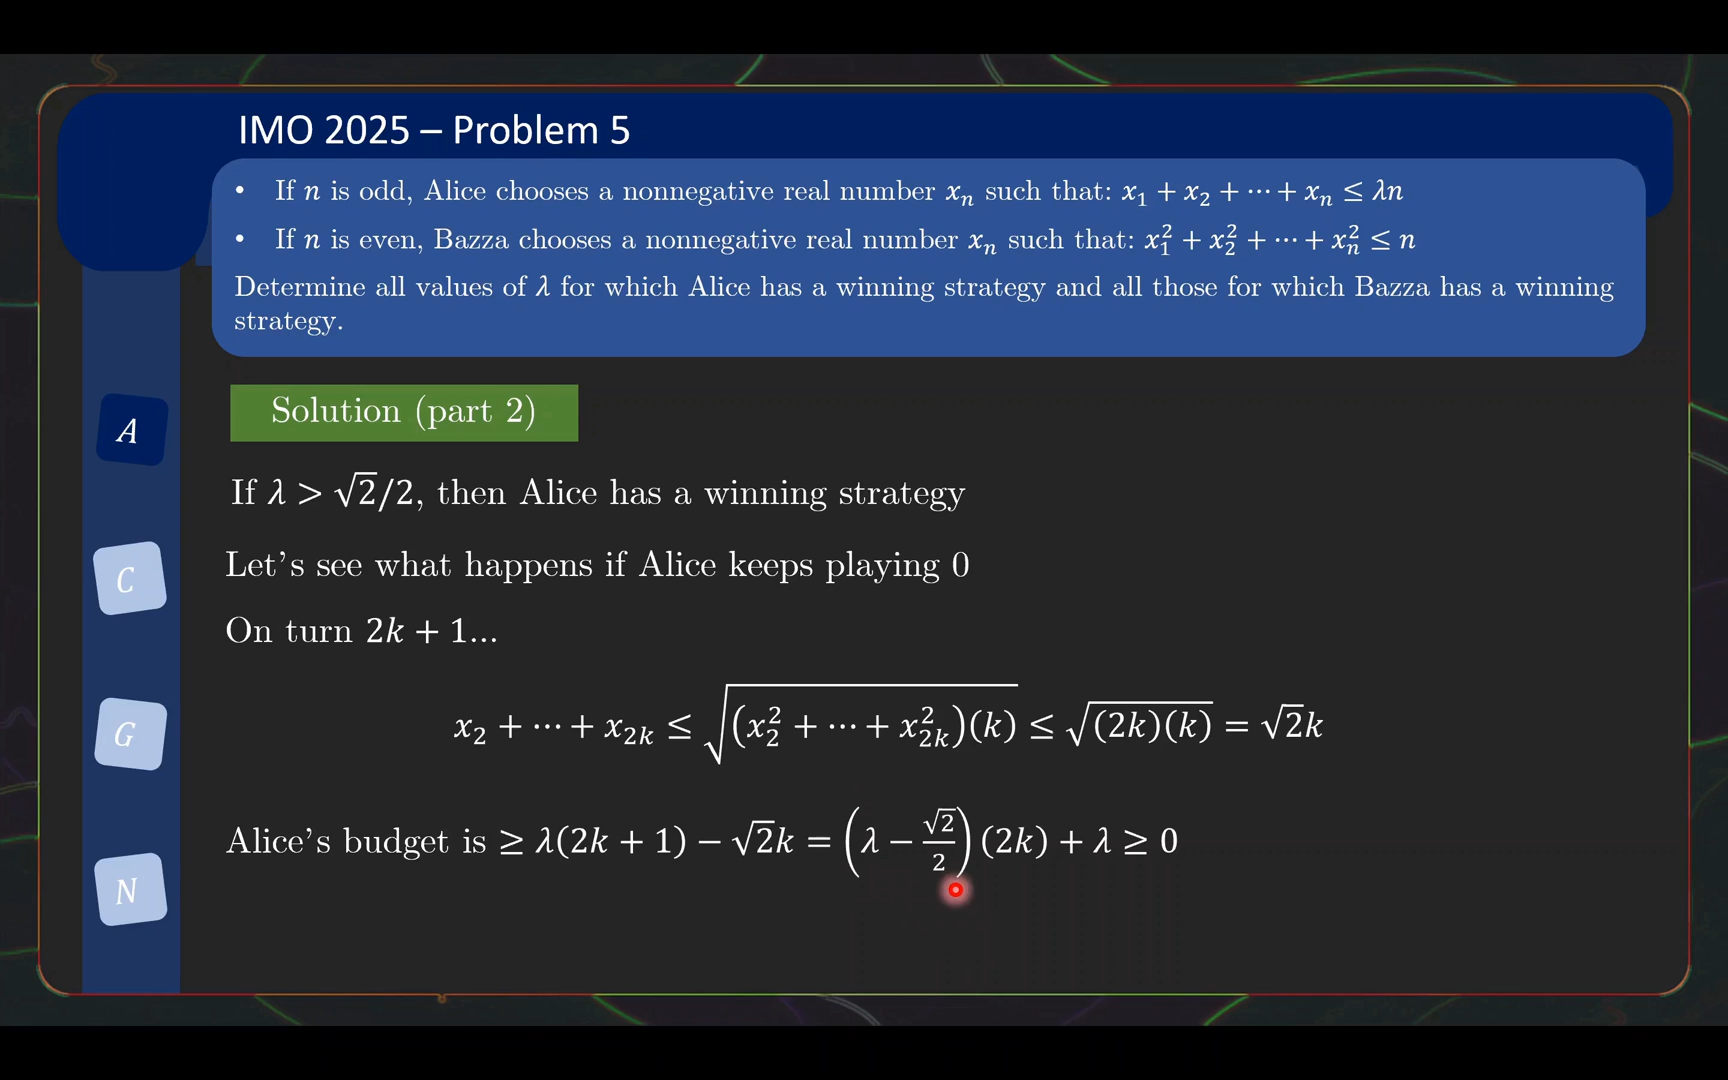 IMO 2025 – Problem 5
• If n is odd, Alice chooses a nonnegative real number xₙ such that: x₁ + x₂ + ⋯ + xₙ ≤ λn
• If n is even, Bazza chooses a nonnegative real number xₙ such that: x₁² + x₂² + ⋯ + xₙ² ≤ n
Determine all values of λ for which Alice has a winning strategy and all those for which Bazza has a winning
strategy.
Solution (part 2)
A
If λ > √2/2, then Alice has a winning strategy
Let's see what happens if Alice keeps playing 0
C
On turn 2k + 1...
G
x₂ + ⋯ + x₂ₖ ≤ √((x₂² + ⋯ + x₂ₖ²)(k)) ≤ √((2k)(k)) = √2k
Alice's budget is ≥ λ(2k + 1) − √2k = (λ − √2/2)(2k) + λ ≥ 0
N